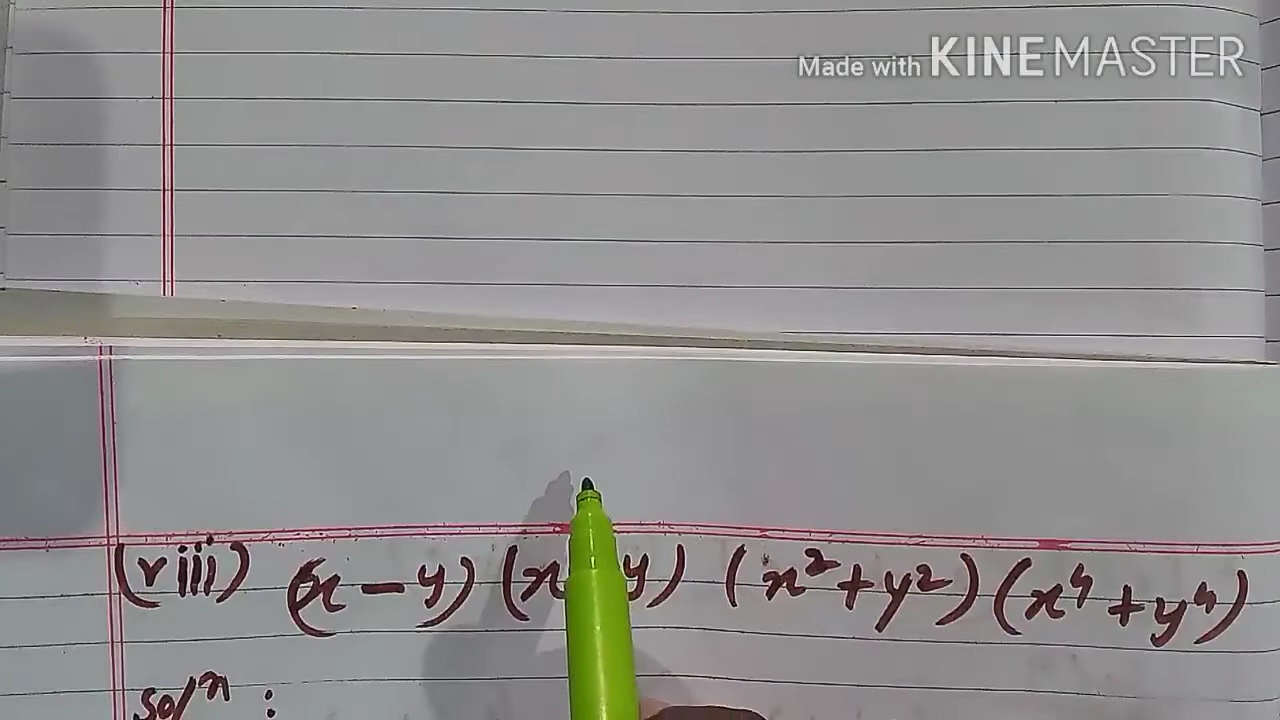 Made with KINEMASTER
(viii) (x - y) (x y) (x² + y²) (x⁴ + y⁴)
Solⁿ :